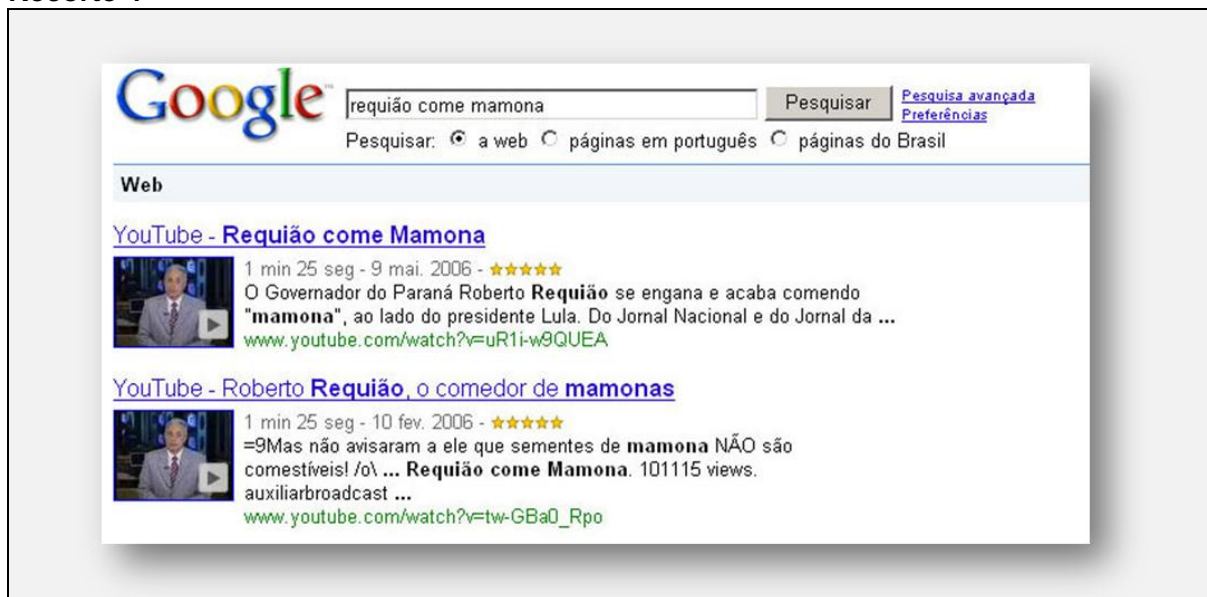 Google™
requião come mamona
Pesquisar
Pesquisa avançada
Preferências
Pesquisar: a web páginas em português páginas do Brasil
Web
YouTube - Requião come Mamona
1 min 25 seg - 9 mai. 2006 -
O Governador do Paraná Roberto Requião se engana e acaba comendo
"mamona", ao lado do presidente Lula. Do Jornal Nacional e do Jornal da ...
www.youtube.com/watch?v=uR1i-w9QUEA
YouTube - Roberto Requião, o comedor de mamonas
1 min 25 seg - 10 fev. 2006 -
=9Mas não avisaram a ele que sementes de mamona NÃO são
comestíveis! /o\ ... Requião come Mamona. 101115 views.
auxiliarbroadcast ...
www.youtube.com/watch?v=tw-GBa0_Rpo